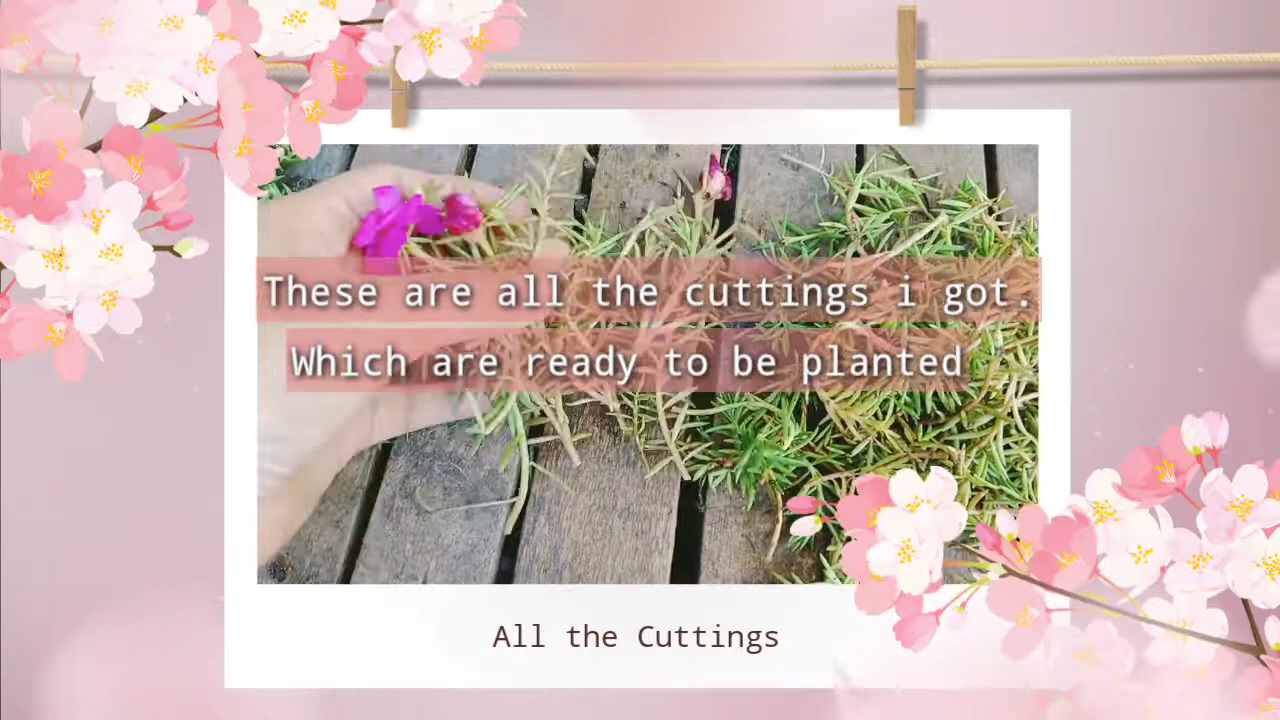 These are all the cuttings i got.
Which are ready to be planted
All the Cuttings